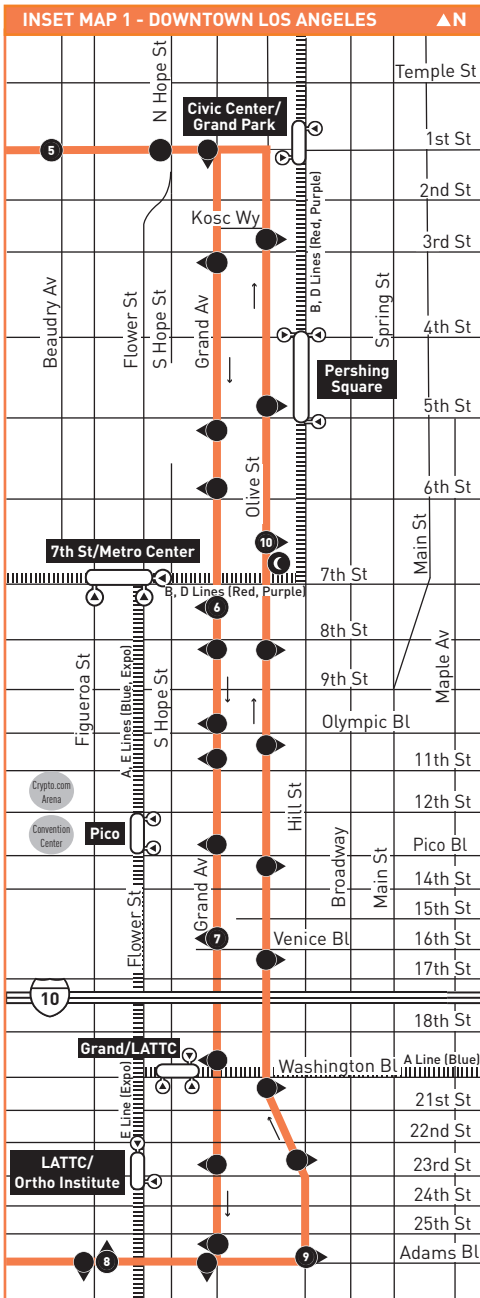 INSET MAP 1 - DOWNTOWN LOS ANGELES
▲N
N Hope St
Temple St
Civic Center/
Grand Park
1st St
5
2nd St
Kosc Wy
3rd St
B, D Lines (Red, Purple)
Beaudry Av
Flower St
S Hope St
Grand Av
Spring St
4th St
Pershing
Square
5th St
Olive St
6th St
Main St
10
7th St/Metro Center
7th St
B, D Lines (Red, Purple)
6
8th St
Maple Av
9th St
Figueroa St
A, E Lines (Blue, Expo)
S Hope St
Olympic Bl
11th St
Crypto.com
Arena
12th St
Hill St
Convention
Center
Pico
Pico Bl
Broadway
Main St
14th St
Grand Av
15th St
Flower St
7
Venice Bl
16th St
17th St
10
18th St
Grand/LATTC
Washington Bl
A Line (Blue)
E Line (Expo)
21st St
22nd St
LATTC/
Ortho Institute
23rd St
24th St
25th St
8
9
Adams Bl